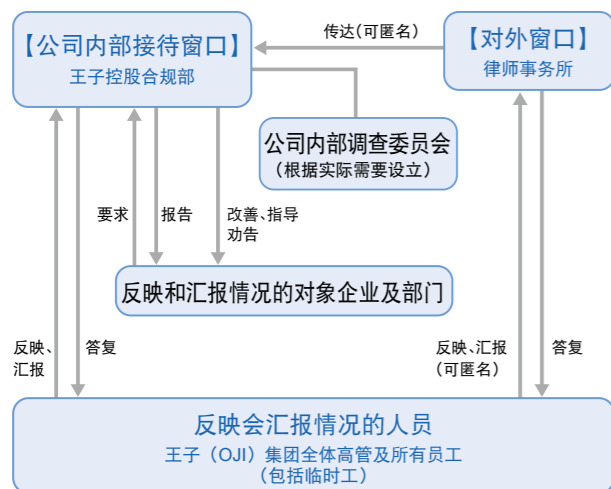 【公司内部接待窗口】
王子控股合规部
传达(可匿名)
【对外窗口】
律师事务所
公司内部调查委员会
（根据实际需要设立）
要求
报告
改善、指导
劝告
反映和汇报情况的对象企业及部门
反映、
汇报
答复
反映、汇报
(可匿名)
答复
反映会汇报情况的人员
王子（OJI）集团全体高管及所有员工
（包括临时工）